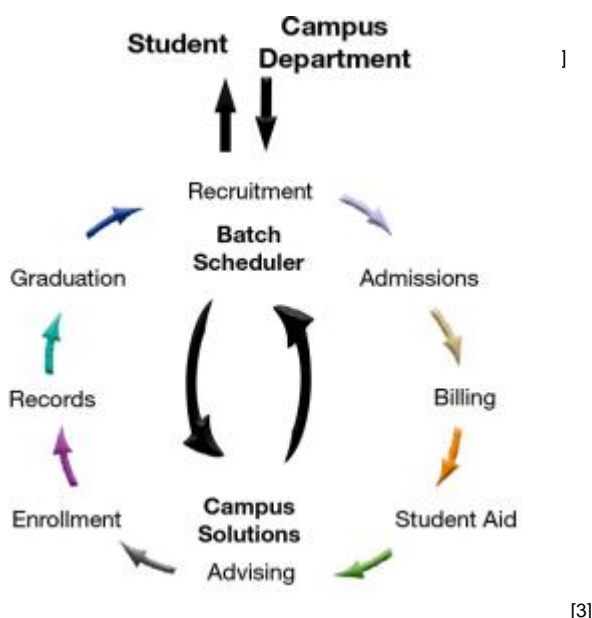 Student
Campus
Department
]
Recruitment
Batch
Scheduler
Graduation
Admissions
Records
Billing
Enrollment
Campus
Solutions
Student Aid
Advising
[3]